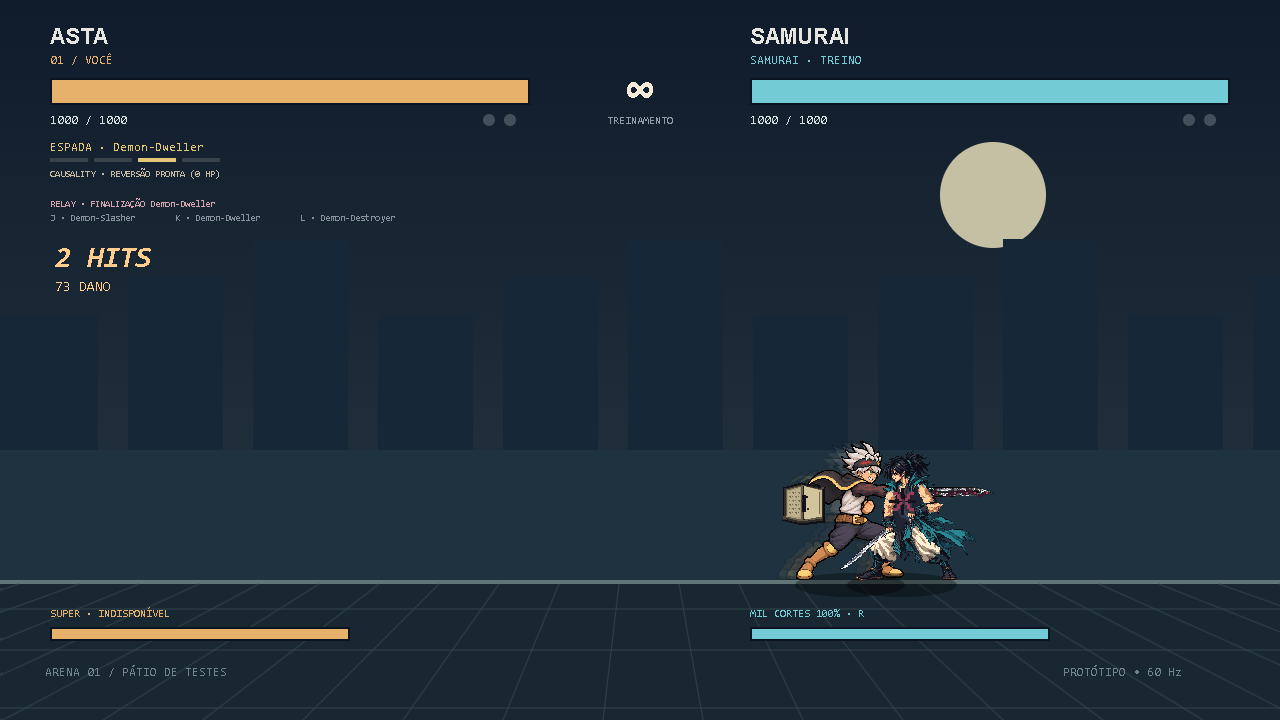 ASTA
01 / VOCÊ
1000 / 1000
ESPADA · Demon-Dweller
CAUSALITY · REVERSÃO PRONTA (0 HP)
RELAY · FINALIZAÇÃO Demon-Dweller
J · Demon-Slasher K · Demon-Dweller L · Demon-Destroyer
2 HITS
73 DANO
∞
TREINAMENTO
SAMURAI
SAMURAI · TREINO
1000 / 1000
SUPER · INDISPONÍVEL
MIL CORTES 100% · R
ARENA 01 / PÁTIO DE TESTES
PROTÓTIPO • 60 Hz